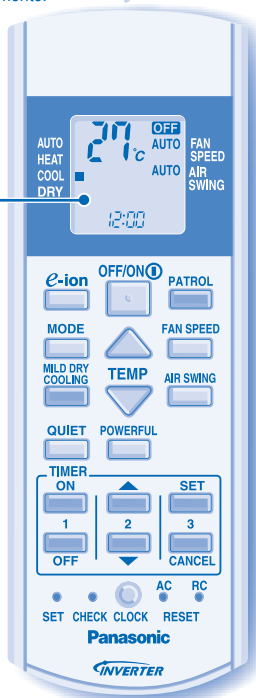 monitor
OFF
27°C
AUTO
FAN SPEED
AUTO
AIR SWING
AUTO
HEAT
COOL
DRY
12:00
e-ion
OFF/ON
PATROL
MODE
FAN SPEED
MILD DRY
COOLING
TEMP
AIR SWING
QUIET
POWERFUL
TIMER
ON
SET
1
2
3
OFF
CANCEL
AC
RC
SET
CHECK
CLOCK
RESET
Panasonic
INVERTER